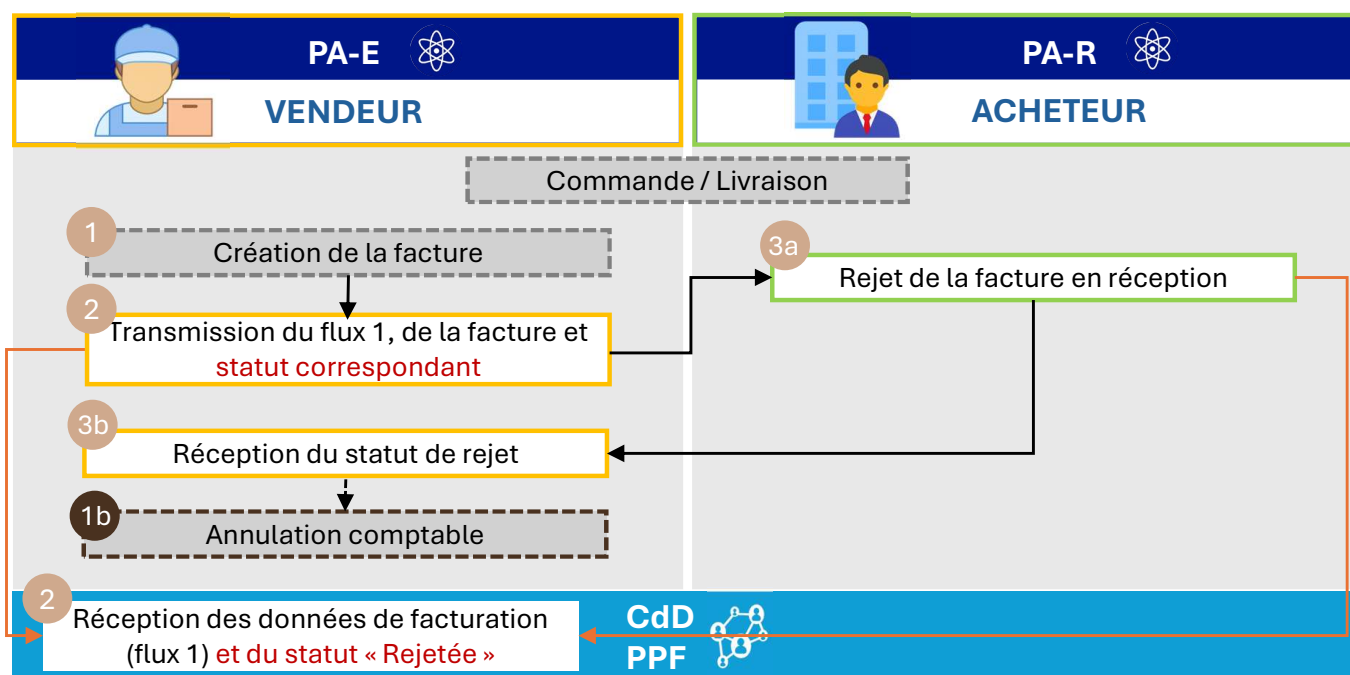 PA-E
VENDEUR
PA-R
ACHETEUR
Commande / Livraison
1
Création de la facture
2
Transmission du flux 1, de la facture et
statut correspondant
3a
Rejet de la facture en réception
3b
Réception du statut de rejet
1b
Annulation comptable
2
Réception des données de facturation
(flux 1) et du statut « Rejetée »
CdD
PPF